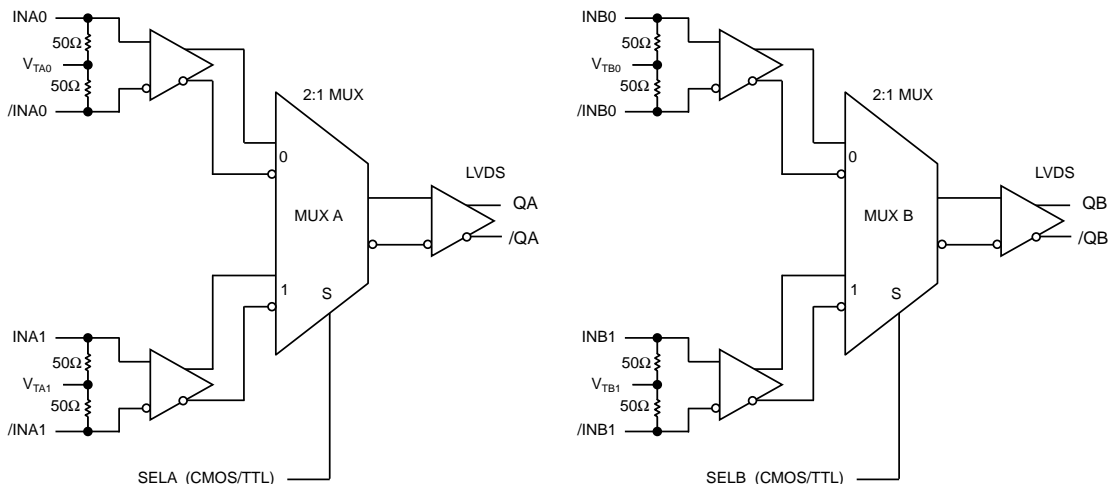 INA0
50Ω
VTA0
50Ω
/INA0
2:1 MUX
0
MUX A
1
S
LVDS
QA
/QA
INA1
50Ω
VTA1
50Ω
/INA1
SELA (CMOS/TTL)
INB0
50Ω
VTB0
50Ω
/INB0
2:1 MUX
0
MUX B
1
S
LVDS
QB
/QB
INB1
50Ω
VTB1
50Ω
/INB1
SELB (CMOS/TTL)